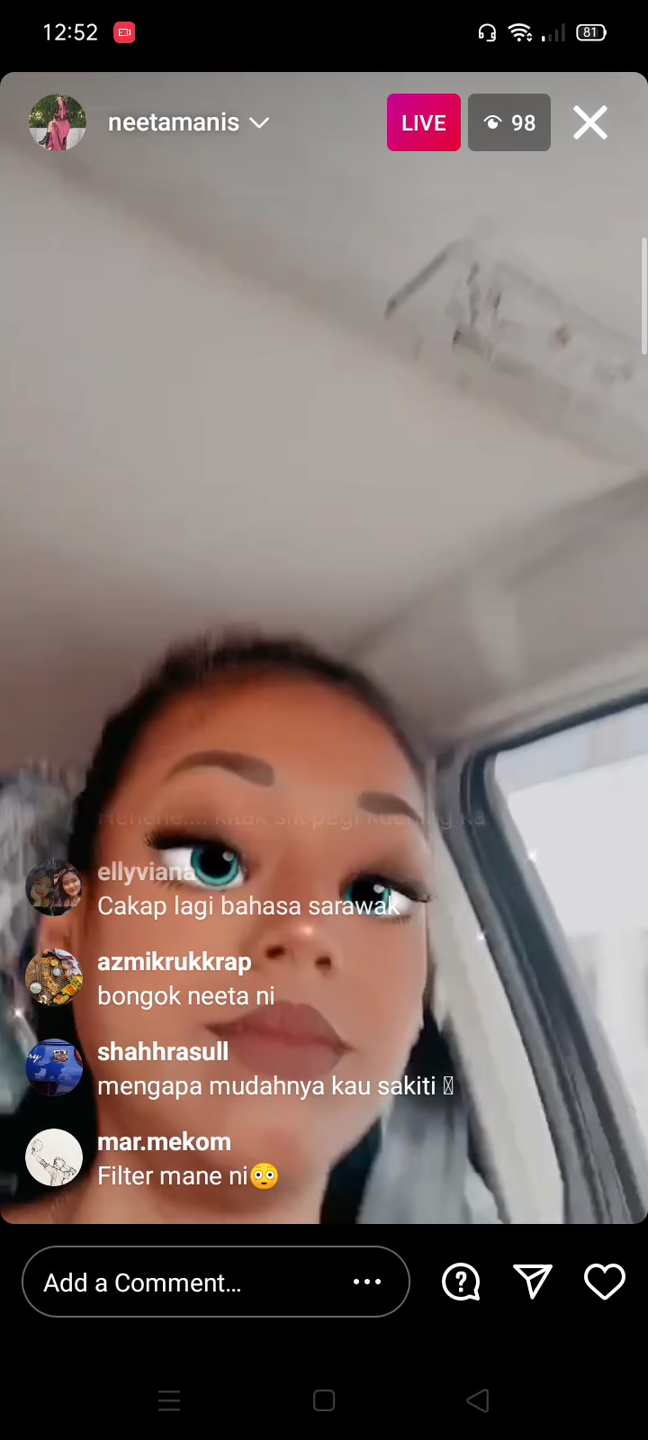 12:52
81
neetamanis
LIVE
98
ellyviana
Cakap lagi bahasa sarawak
azmikrukkrap
bongok neeta ni
shahhrasull
mengapa mudahnya kau sakiti
mar.mekom
Filter mane ni😳
Add a Comment...